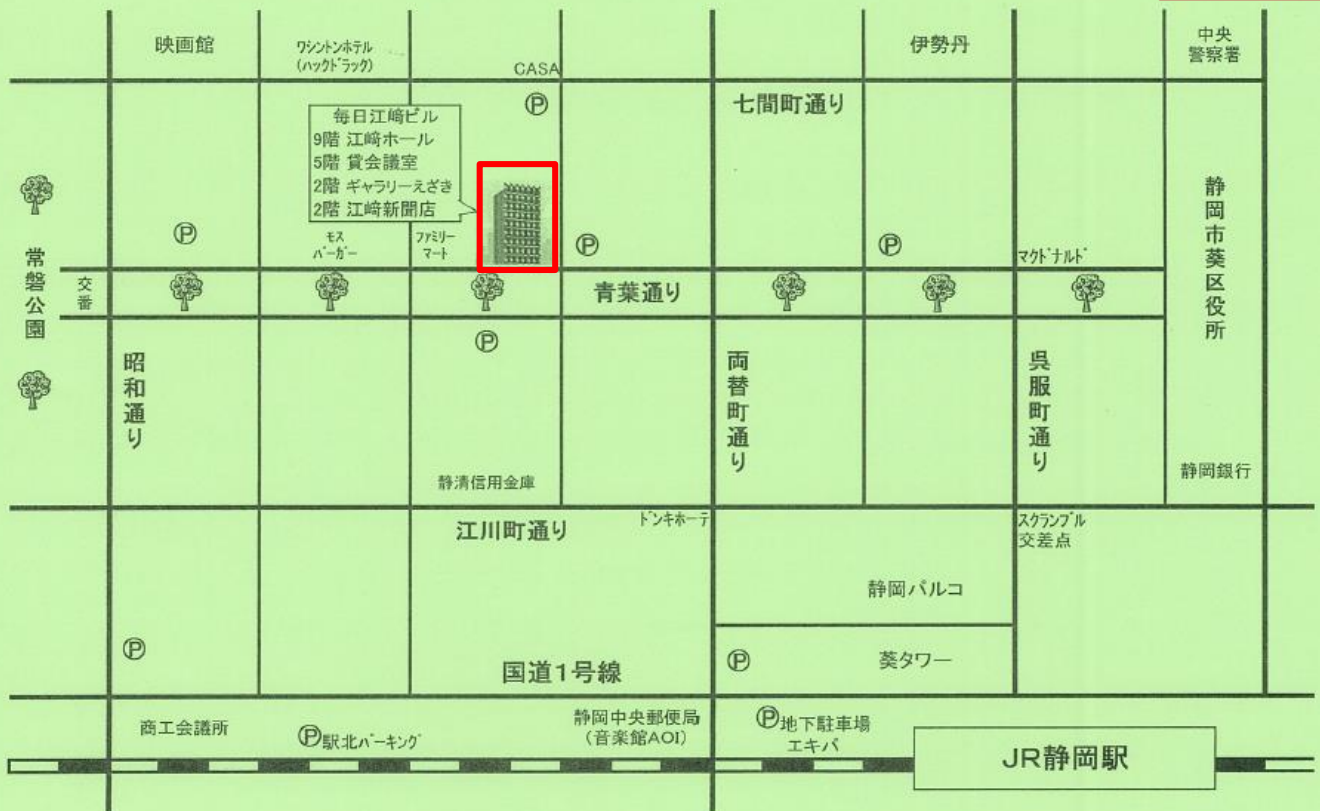 映画館
ワシントンホテル
(ハックドラッグ)
CASA
伊勢丹
中央
警察署
Ⓟ
七間町通り
毎日江﨑ビル
9階 江﨑ホール
5階 貸会議室
2階 ギャラリーえざき
2階 江﨑新聞店
常磐公園
静岡市葵区役所
Ⓟ
モス
バーガー
ファミリー
マート
Ⓟ
Ⓟ
マクドナルド
交番
青葉通り
Ⓟ
昭和通り
両替町通り
呉服町通り
静清信用金庫
静岡銀行
江川町通り
ドンキホーテ
スクランブル
交差点
静岡パルコ
Ⓟ
国道1号線
Ⓟ
葵タワー
商工会議所
Ⓟ駅北パーキング
静岡中央郵便局
(音楽館AOI)
Ⓟ地下駐車場
エキパ
JR静岡駅